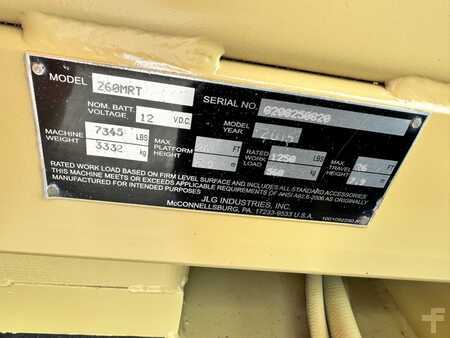 MODEL 260MRT
SERIAL NO. 0200250620
NOM. BATT. VOLTAGE 12 V.D.C
MODEL YEAR 2015
MACHINE WEIGHT 7345 LBS 3332 kg
MAX PLATFORM HEIGHT FT
RATED WORK LOAD 1250 LBS kg
MAX TRAVEL HEIGHT 26 FT
RATED WORK LOAD BASED ON FIRM LEVEL SURFACE AND INCLUDES ALL STANDARD ACCESSORIES
THIS MACHINE MEETS OR EXCEEDS APPLICABLE REQUIREMENTS OF ANSI A92.6-2006 AS ORIGINALLY
MANUFACTURED FOR INTENDED PURPOSES
JLG INDUSTRIES, INC.
McCONNELLSBURG, PA. 17233-9533 U.S.A.